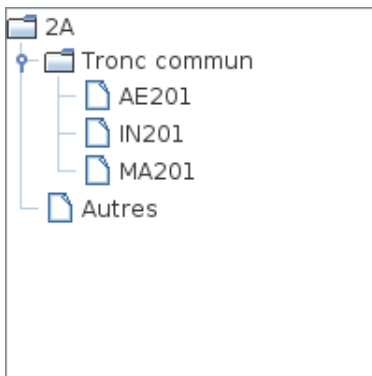 2A
Tronc commun
AE201
IN201
MA201
Autres